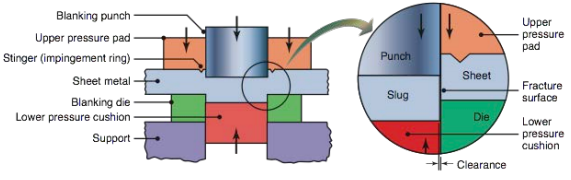 Blanking punch
Upper pressure pad
Stinger (impingement ring)
Sheet metal
Blanking die
Lower pressure cushion
Support
Punch
Slug
Sheet
Die
Upper
pressure
pad
Fracture
surface
Lower
pressure
cushion
Clearance